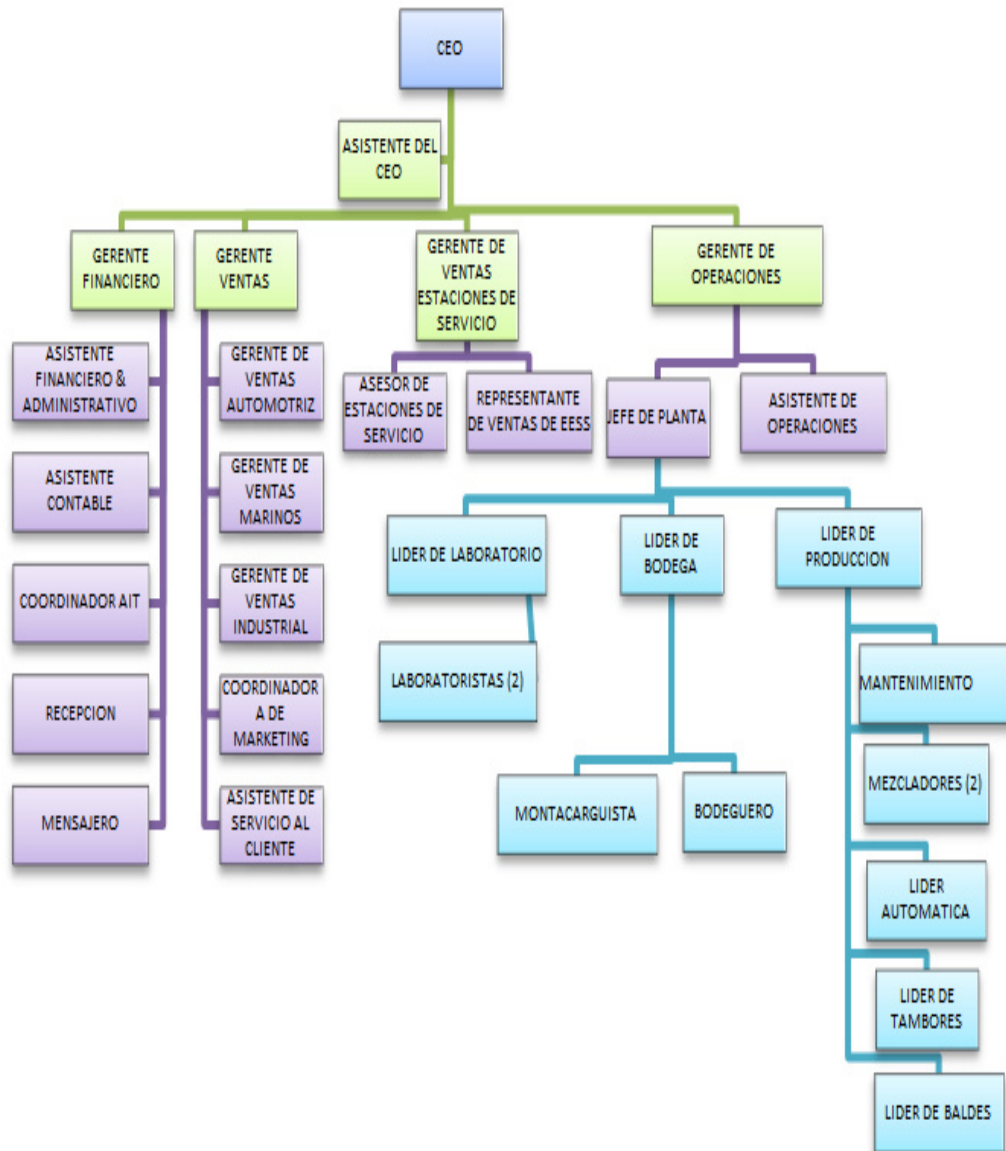 CEO
ASISTENTE DEL
CEO
GERENTE
FINANCIERO
GERENTE
VENTAS
GERENTE DE
VENTAS
ESTACIONES DE
SERVICIO
GERENTE DE
OPERACIONES
ASISTENTE
FINANCIERO &
ADMINISTRATIVO
ASISTENTE
CONTABLE
COORDINADOR AIT
RECEPCION
MENSAJERO
GERENTE DE
VENTAS
AUTOMOTRIZ
GERENTE DE
VENTAS
MARINOS
GERENTE DE
VENTAS
INDUSTRIAL
COORDINADOR
A DE
MARKETING
ASISTENTE DE
SERVICIO AL
CLIENTE
ASESOR DE
ESTACIONES DE
SERVICIO
REPRESENTANTE
DE VENTAS DE EESS
JEFE DE PLANTA
ASISTENTE DE
OPERACIONES
LIDER DE LABORATORIO
LABORATORISTAS (2)
LIDER DE
BODEGA
MONTACARGUISTA
BODEGUERO
LIDER DE
PRODUCCION
MANTENIMIENTO
MEZCLADORES (2)
LIDER
AUTOMATICA
LIDER DE
TAMBORES
LIDER DE BALDES